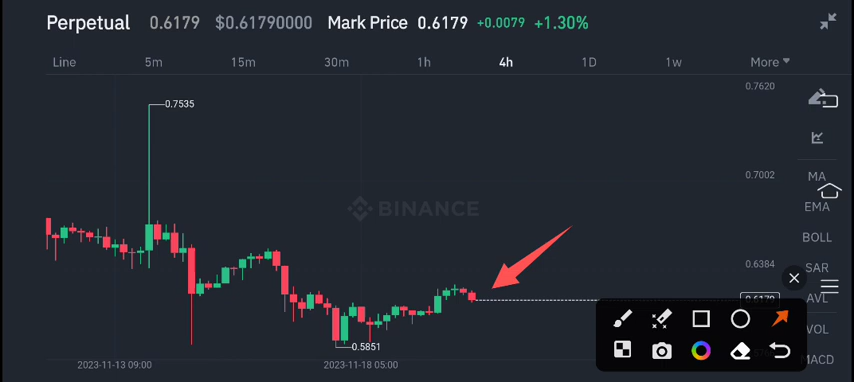 Perpetual 0.6179 $0.61790000 Mark Price 0.6179 +0.0079 +1.30%
Line 5m 15m 30m 1h 4h 1D 1w More
0.7620
0.7535
0.7002
MA
BINANCE
EMA
BOLL
0.6384
SAR
0.6179
AVL
VOL
0.5851
MACD
2023-11-13 09:00 2023-11-18 05:00